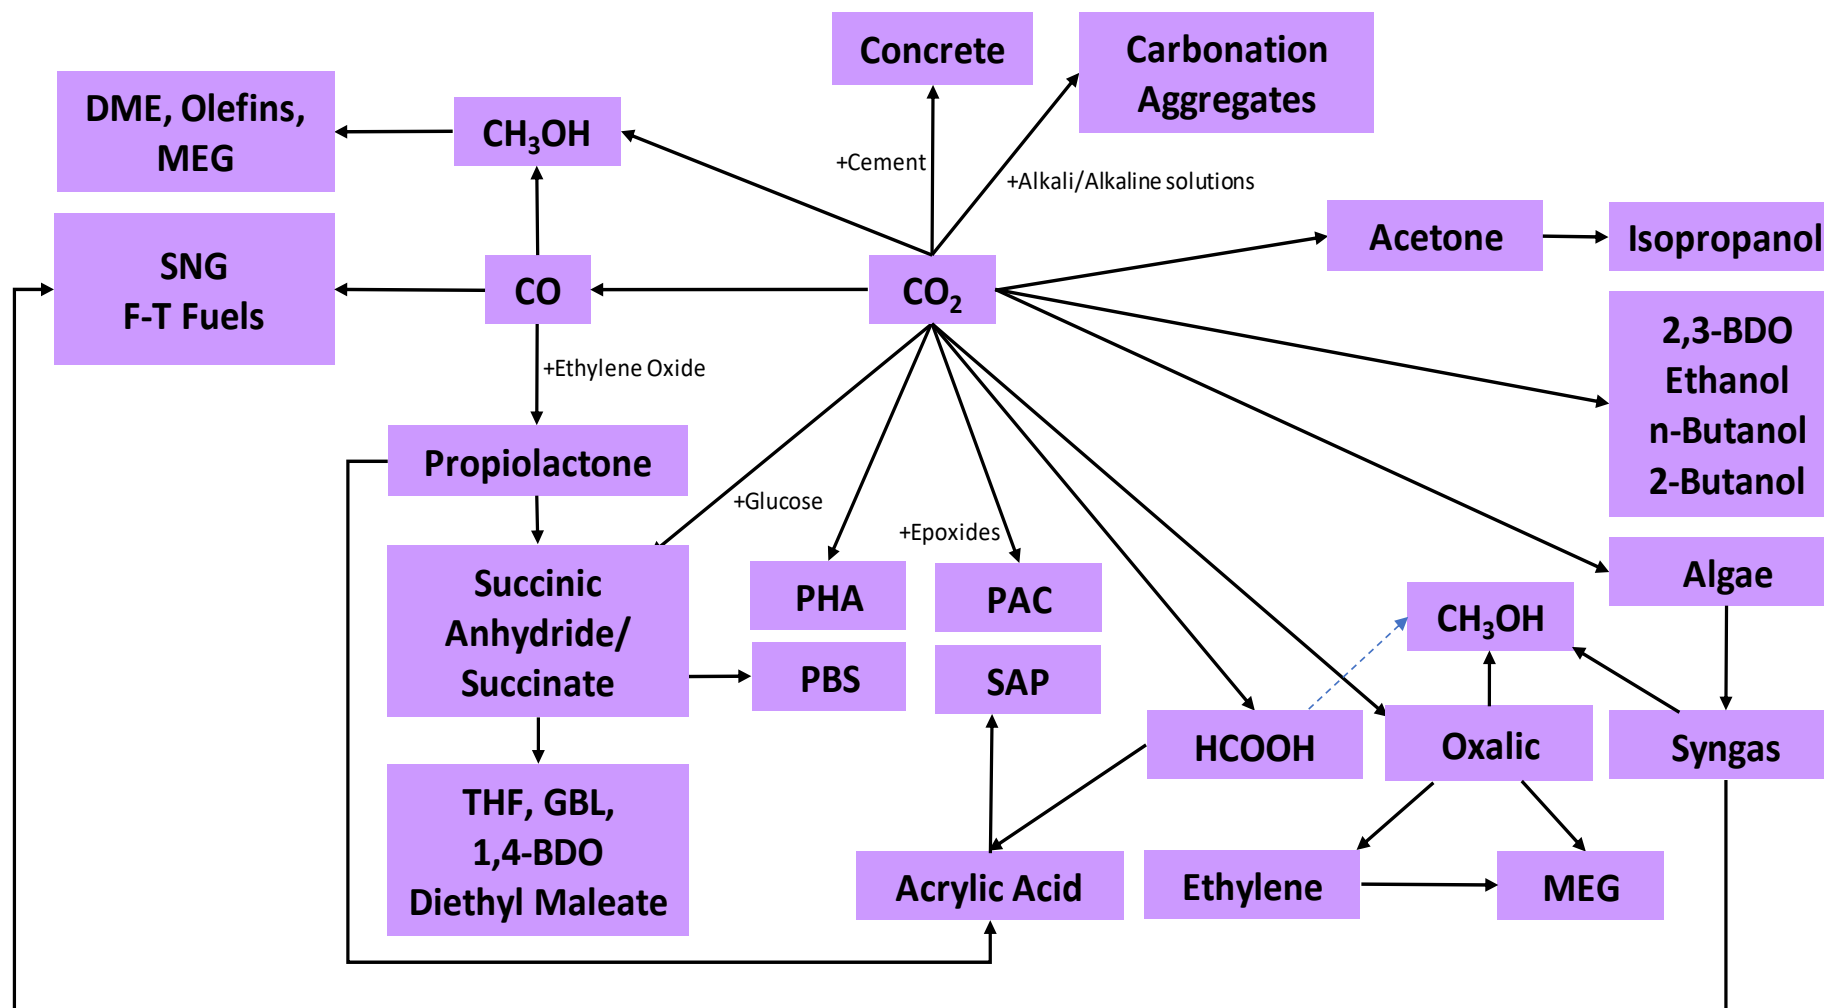 Concrete
Carbonation
Aggregates
DME, Olefins,
MEG
CH₃OH
+Cement
+Alkali/Alkaline solutions
Acetone
Isopropanol
SNG
F-T Fuels
CO
CO₂
2,3-BDO
Ethanol
n-Butanol
2-Butanol
+Ethylene Oxide
Propiolactone
+Glucose
+Epoxides
Succinic
Anhydride/
Succinate
PHA
PAC
Algae
CH₃OH
PBS
SAP
HCOOH
Oxalic
Syngas
THF, GBL,
1,4-BDO
Diethyl Maleate
Acrylic Acid
Ethylene
MEG